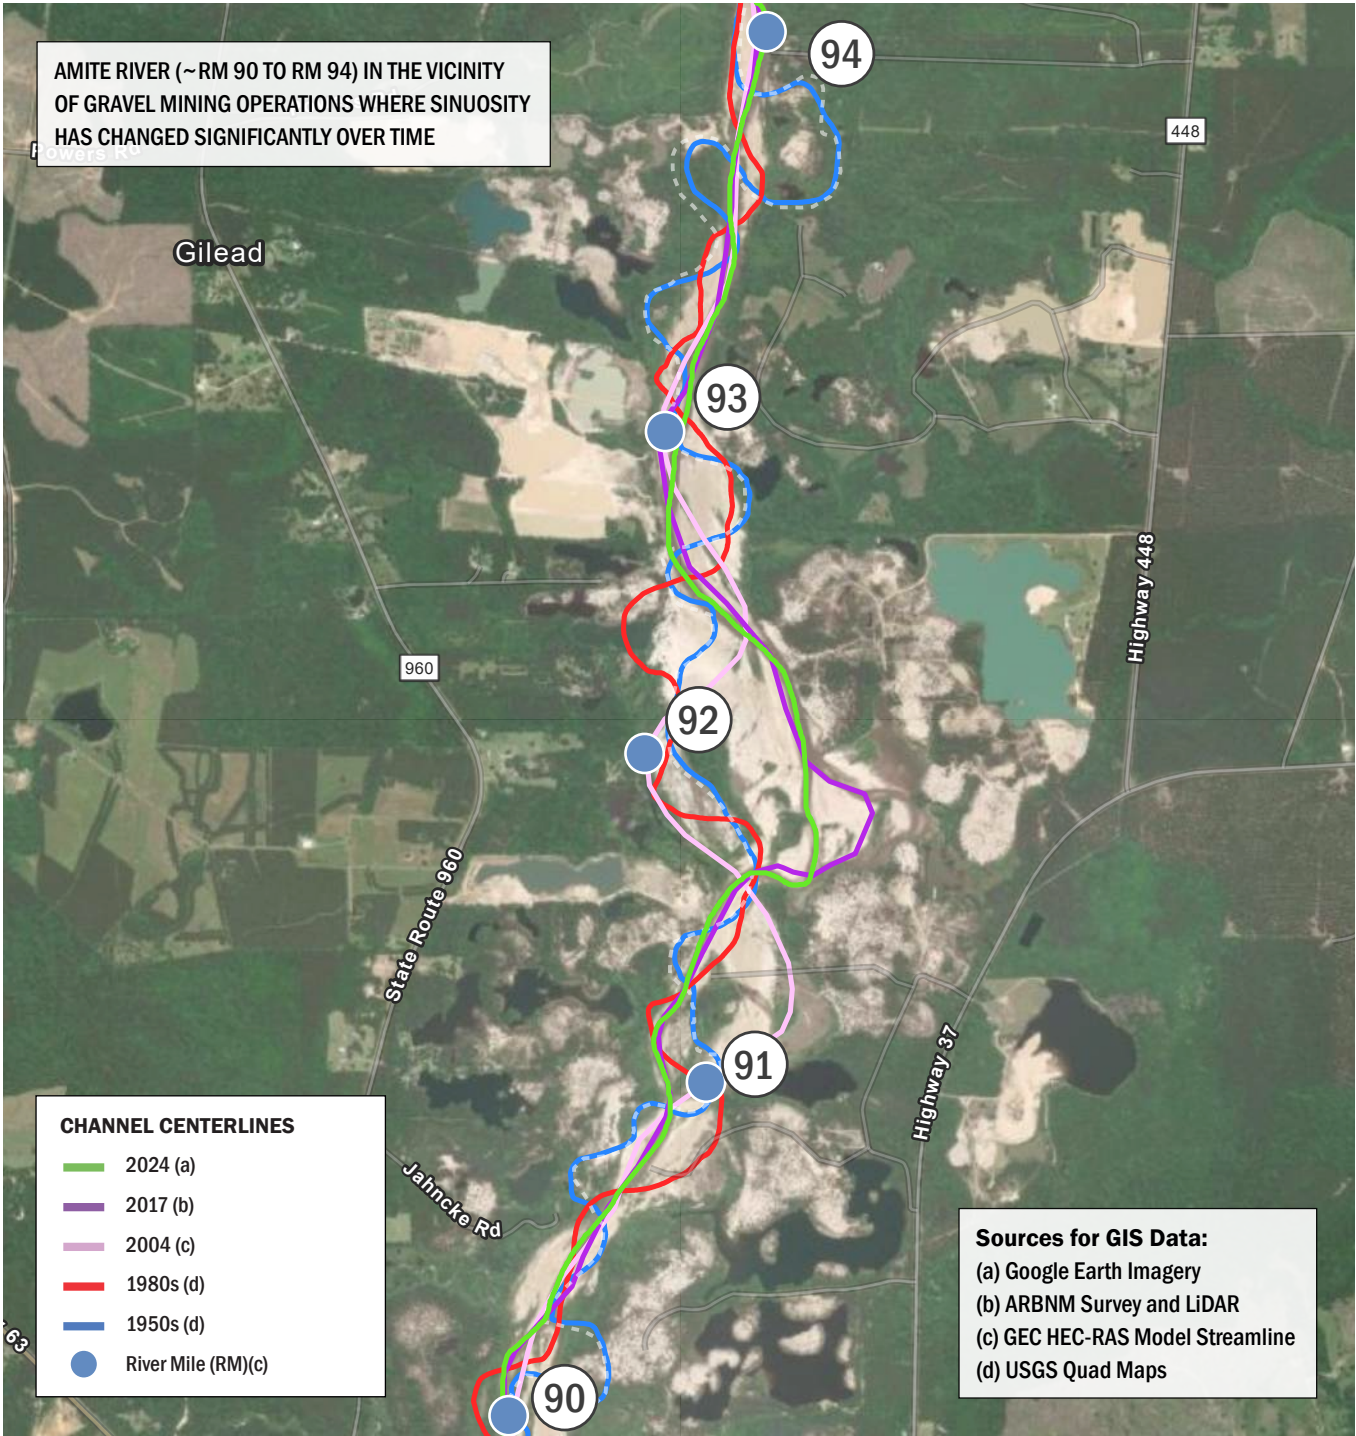 AMITE RIVER (~RM 90 TO RM 94) IN THE VICINITY
OF GRAVEL MINING OPERATIONS WHERE SINUOSITY
HAS CHANGED SIGNIFICANTLY OVER TIME
94
448
Powers Rd
Gilead
93
Highway 448
960
92
State Route 960
91
Highway 37
Jahncke Rd
63
90
CHANNEL CENTERLINES
2024 (a)
2017 (b)
2004 (c)
1980s (d)
1950s (d)
River Mile (RM)(c)
Sources for GIS Data:
(a) Google Earth Imagery
(b) ARBNM Survey and LiDAR
(c) GEC HEC-RAS Model Streamline
(d) USGS Quad Maps